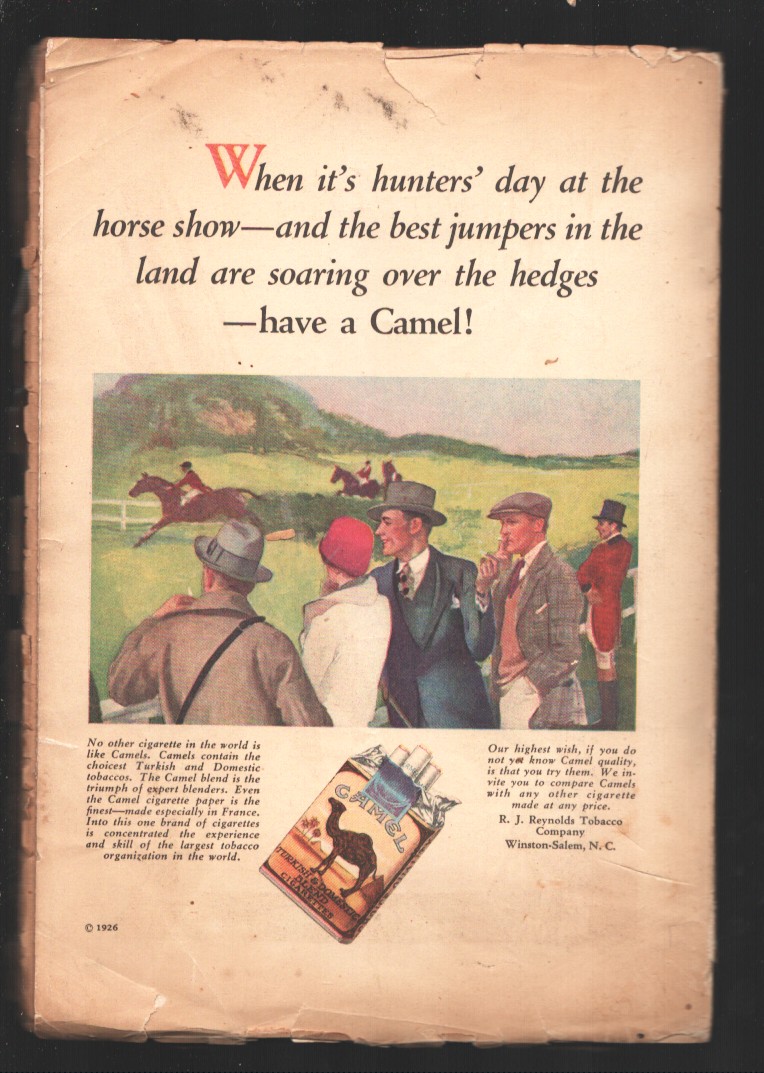 When it's hunters' day at the
horse show—and the best jumpers in the
land are soaring over the hedges
—have a Camel!
No other cigarette in the world is
like Camels. Camels contain the
choicest Turkish and Domestic
tobaccos. The Camel blend is the
triumph of expert blenders. Even
the Camel cigarette paper is the
finest—made especially in France.
Into this one brand of cigarettes
is concentrated the experience
and skill of the largest tobacco
organization in the world.
CAMEL
TURKISH & DOMESTIC
BLEND
CIGARETTES
Our highest wish, if you do
not yet know Camel quality,
is that you try them. We in-
vite you to compare Camels
with any other cigarette
made at any price.
R. J. Reynolds Tobacco
Company
Winston-Salem, N. C.
© 1926